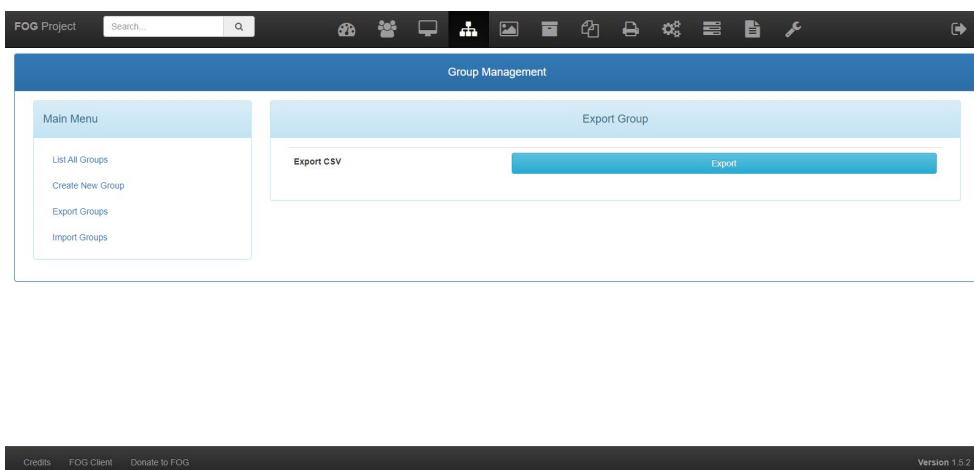 FOG Project Search...
Group Management
Main Menu
Export Group
List All Groups
Export CSV Export
Create New Group
Export Groups
Import Groups
Credits FOG Client Donate to FOG Version 1.5.2